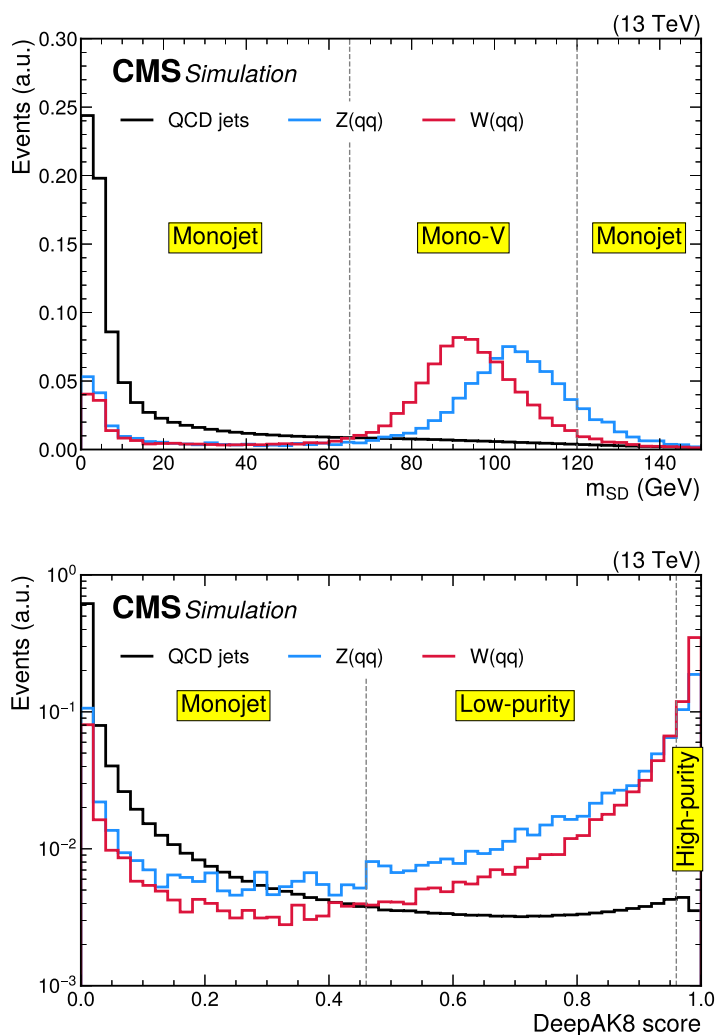 (13 TeV)
CMS Simulation
QCD jets Z(qq) W(qq)
Monojet Mono-V Monojet
Events (a.u.)
0.30
0.25
0.20
0.15
0.10
0.05
0.00
0 20 40 60 80 100 120 140
m_SD (GeV)
(13 TeV)
CMS Simulation
QCD jets Z(qq) W(qq)
Monojet Low-purity
High-purity
Events (a.u.)
10⁰
10⁻¹
10⁻²
10⁻³
0.0 0.2 0.4 0.6 0.8 1.0
DeepAK8 score